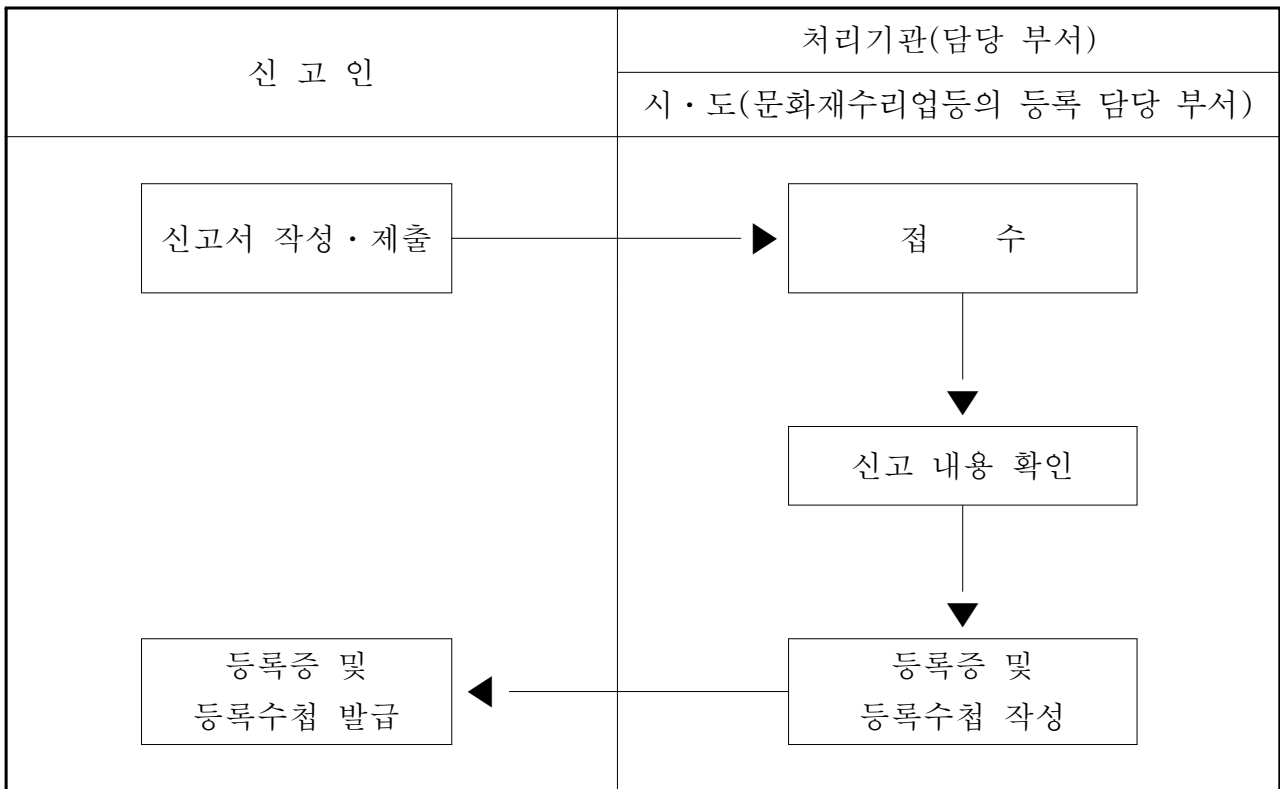 신 고 인
처리기관(담당 부서)
시·도(문화재수리업등의 등록 담당 부서)
신고서 작성·제출
접 수
신고 내용 확인
등록증 및
등록수첩 작성
등록증 및
등록수첩 발급